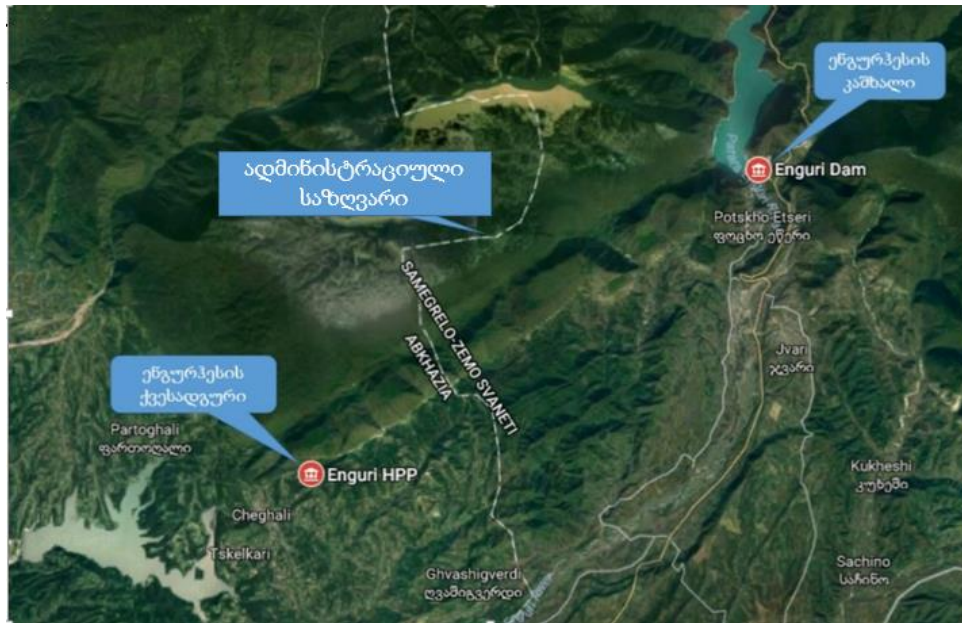 ენგურჰესის
კაშხალი
ადმინისტრაციული
საზღვარი
Enguri Dam
Potskho Etseri
ფოცხო ეწერი
SAMEGRELO-ZEMO SVANETI
ABKHAZIA
Jvari
ჯვარი
ენგურჰესის
ქვესადგური
Partoghali
ფართოღალი
Enguri HPP
Kukheshi
კუხეში
Cheghali
Tskelkari
Ghvashigverdi
ღვაშიგვერდი
Sachino
საჩინო